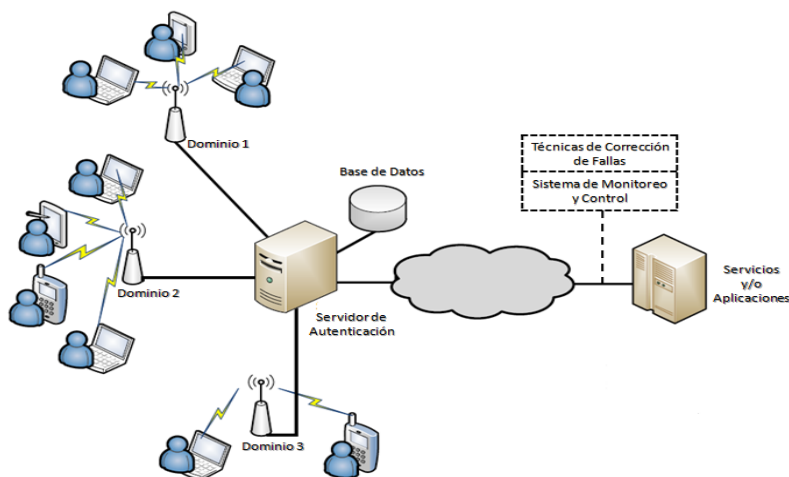 Dominio 1
Técnicas de Corrección
de Fallas
Base de Datos
Sistema de Monitoreo
y Control
Dominio 2
Servicios
y/o
Aplicaciones
Servidor de
Autenticación
Dominio 3